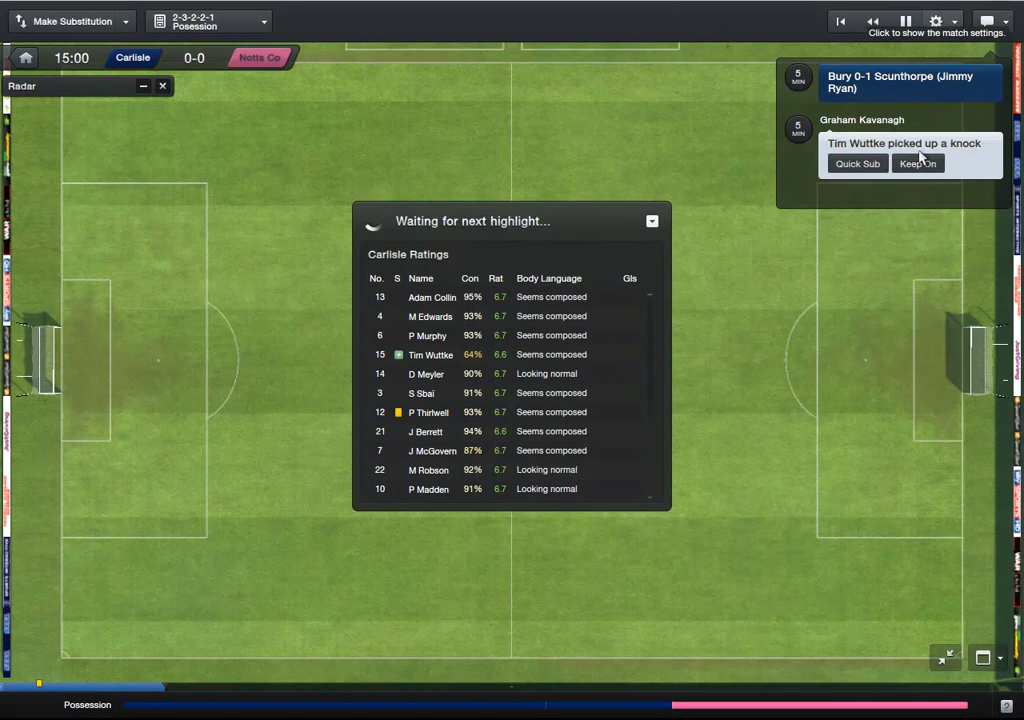 Make Substitution
2-3-2-2-1
Posession
Click to show the match settings.
15:00 Carlisle 0-0 Notts Co
Radar
5 MIN
Bury 0-1 Scunthorpe (Jimmy
Ryan)
5 MIN
Graham Kavanagh
Tim Wuttke picked up a knock
Quick Sub Keep On
Waiting for next highlight...
Carlisle Ratings
No. S Name Con Rat Body Language Gls
13 Adam Collin 95% 6.7 Seems composed
4 M Edwards 93% 6.7 Seems composed
6 P Murphy 93% 6.7 Seems composed
15 Tim Wuttke 64% 6.6 Seems composed
14 D Meyler 90% 6.7 Looking normal
3 S Sbaï 91% 6.7 Seems composed
12 P Thirlwell 93% 6.7 Seems composed
21 J Berrett 94% 6.6 Seems composed
7 J McGovern 87% 6.7 Seems composed
22 M Robson 92% 6.7 Looking normal
10 P Madden 91% 6.7 Looking normal
JustGiving
JustGiving
Possession
?